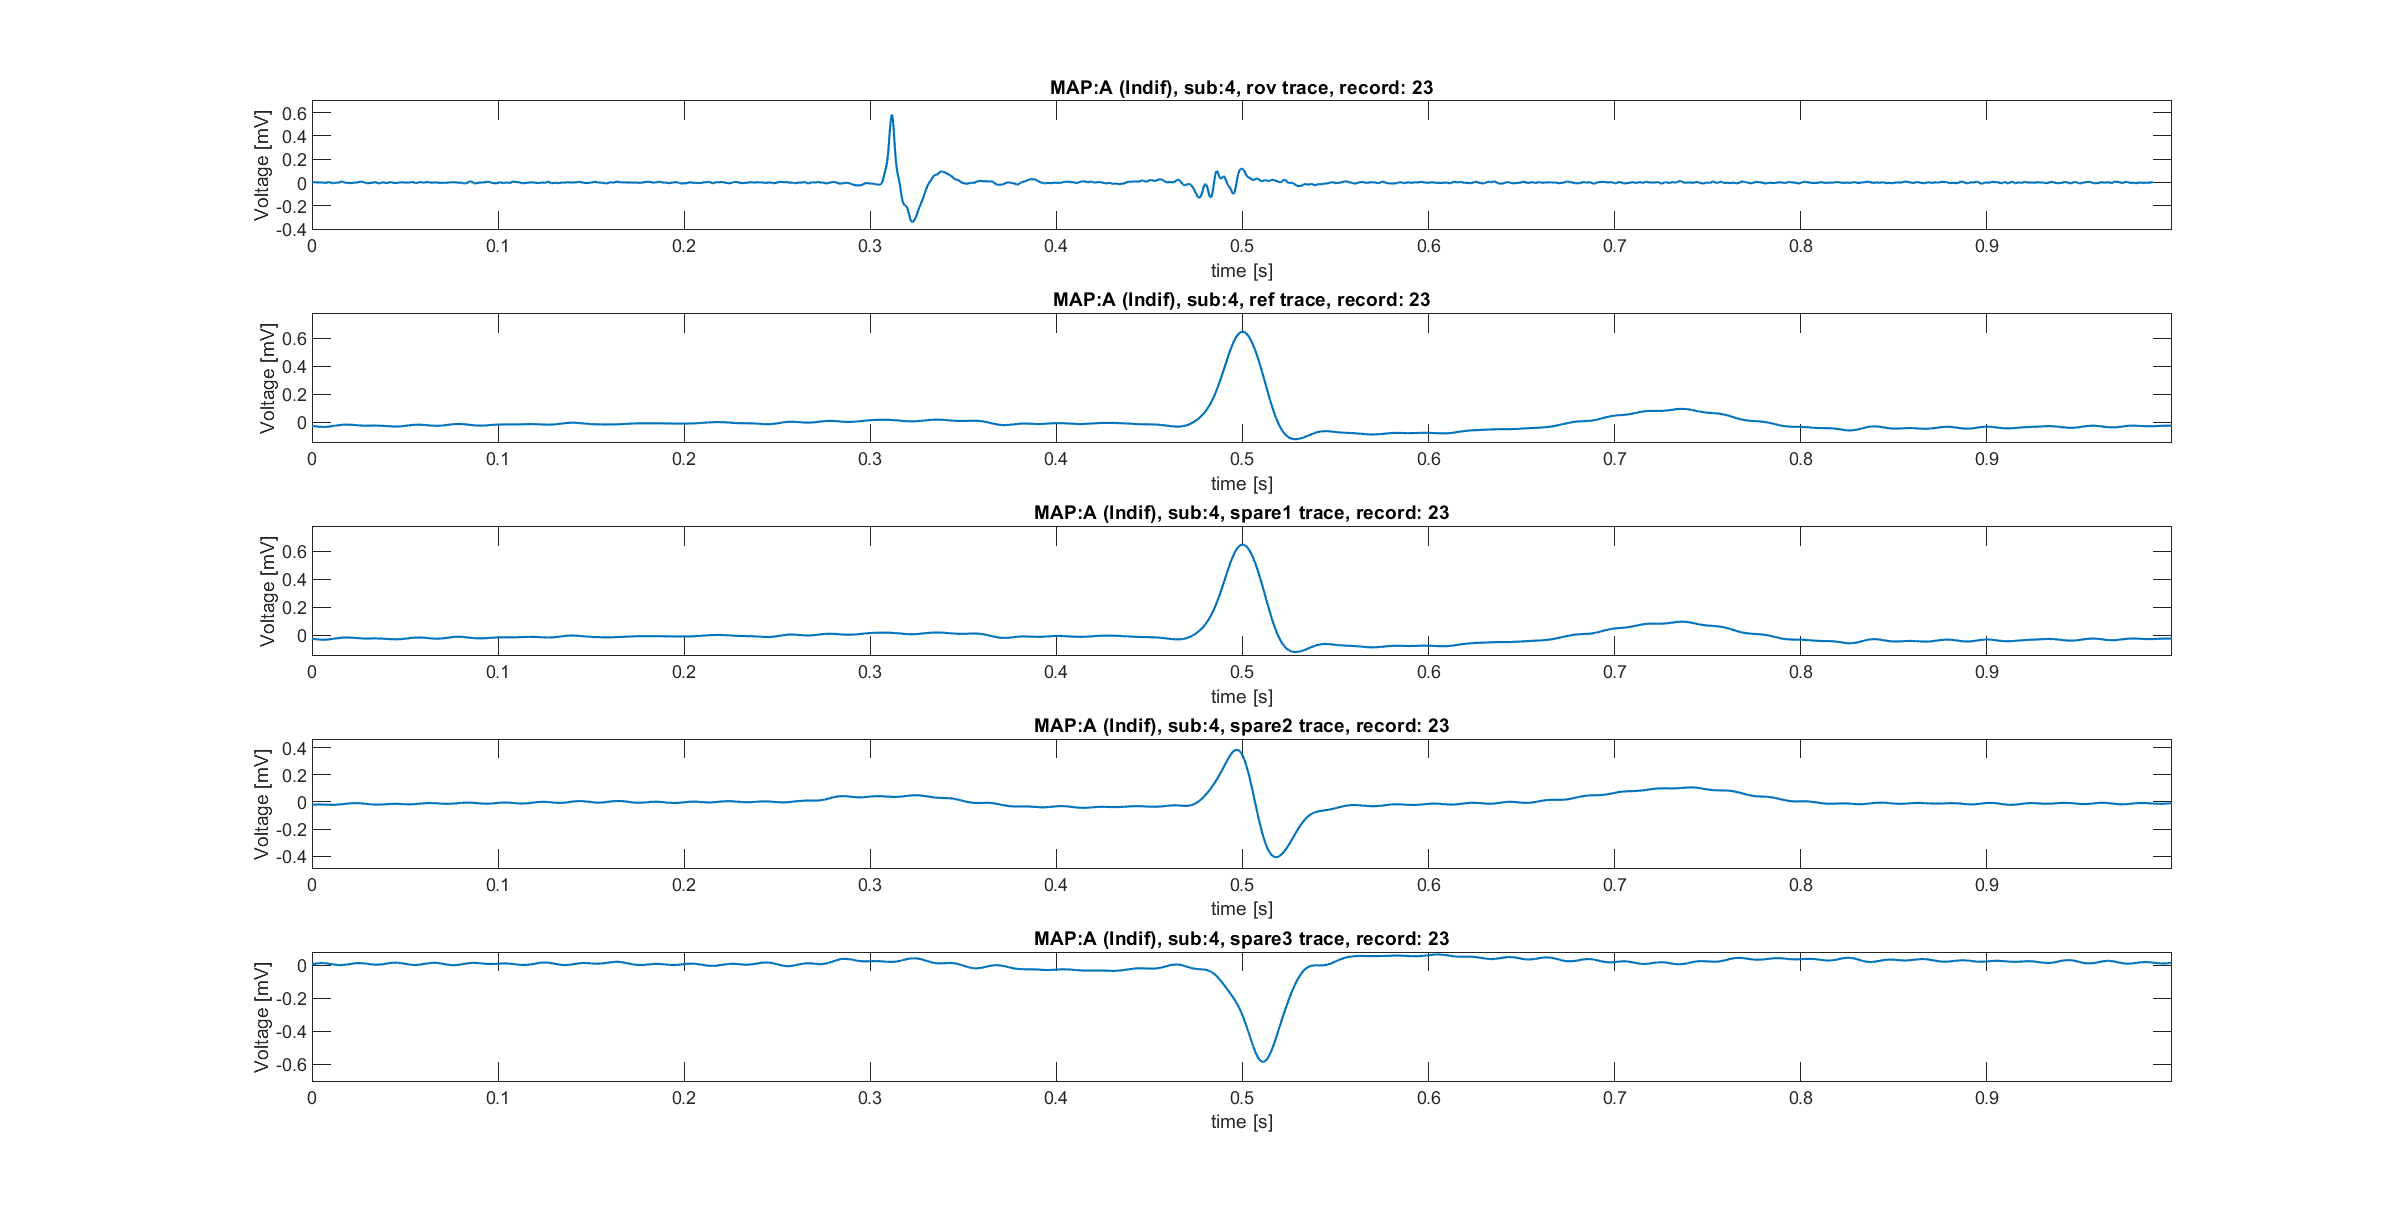 MAP:A (Indif), sub:4, rov trace, record: 23
Voltage [mV]
0.6
0.4
0.2
0
-0.2
-0.4
0 0.1 0.2 0.3 0.4 0.5 0.6 0.7 0.8 0.9
time [s]
MAP:A (Indif), sub:4, ref trace, record: 23
Voltage [mV]
0.6
0.4
0.2
0
0 0.1 0.2 0.3 0.4 0.5 0.6 0.7 0.8 0.9
time [s]
MAP:A (Indif), sub:4, spare1 trace, record: 23
Voltage [mV]
0.6
0.4
0.2
0
0 0.1 0.2 0.3 0.4 0.5 0.6 0.7 0.8 0.9
time [s]
MAP:A (Indif), sub:4, spare2 trace, record: 23
Voltage [mV]
0.4
0.2
0
-0.2
-0.4
0 0.1 0.2 0.3 0.4 0.5 0.6 0.7 0.8 0.9
time [s]
MAP:A (Indif), sub:4, spare3 trace, record: 23
Voltage [mV]
0
-0.2
-0.4
-0.6
0 0.1 0.2 0.3 0.4 0.5 0.6 0.7 0.8 0.9
time [s]